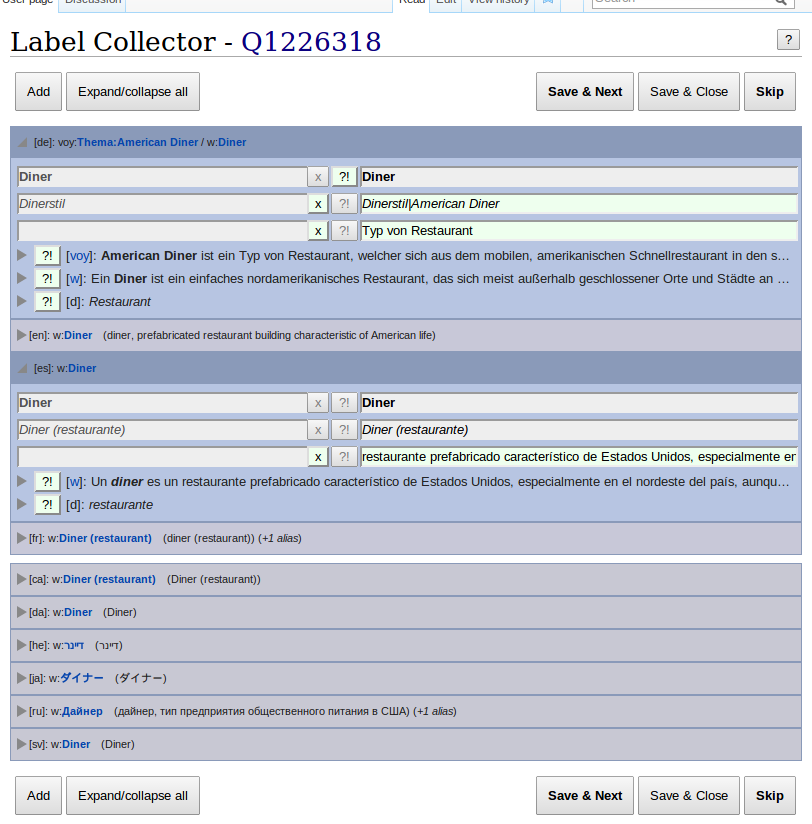 User page Discussion Read Edit View history Search
Label Collector - Q1226318 ?
Add Expand/collapse all Save & Next Save & Close Skip
[de]: voy:Thema:American Diner / w:Diner
Diner x ?! Diner
Dinerstil x ?! Dinerstil|American Diner
x ?! Typ von Restaurant
?! [voy]: American Diner ist ein Typ von Restaurant, welcher sich aus dem mobilen, amerikanischen Schnellrestaurant in den s…
?! [w]: Ein Diner ist ein einfaches nordamerikanisches Restaurant, das sich meist außerhalb geschlossener Orte und Städte an …
?! [d]: Restaurant
[en]: w:Diner (diner, prefabricated restaurant building characteristic of American life)
[es]: w:Diner
Diner x ?! Diner
Diner (restaurante) x ?! Diner (restaurante)
x ?! restaurante prefabricado característico de Estados Unidos, especialmente en
?! [w]: Un diner es un restaurante prefabricado característico de Estados Unidos, especialmente en el nordeste del país, aunqu…
?! [d]: restaurante
[fr]: w:Diner (restaurant) (diner (restaurant)) (+1 alias)
[ca]: w:Diner (restaurant) (Diner (restaurant))
[da]: w:Diner (Diner)
[he]: w:דיינר (דיינר)
[ja]: w:ダイナー (ダイナー)
[ru]: w:Дайнер (дайнер, тип предприятия общественного питания в США) (+1 alias)
[sv]: w:Diner (Diner)
Add Expand/collapse all Save & Next Save & Close Skip